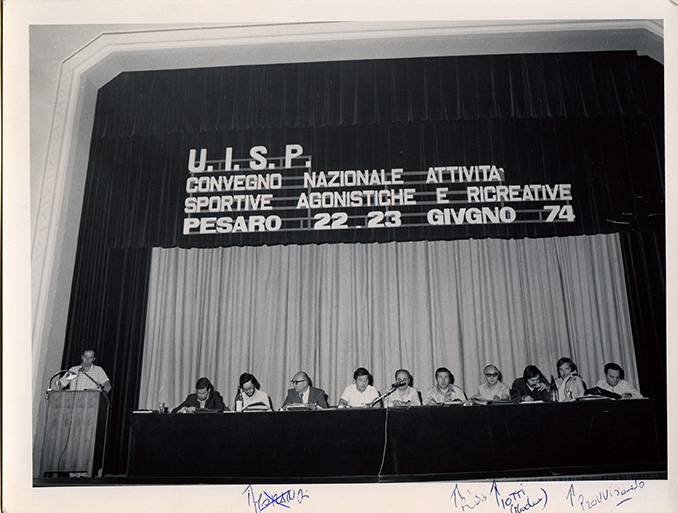 U.I.S.P.
CONVEGNO NAZIONALE ATTIVITA'
SPORTIVE AGONISTICHE E RICREATIVE
PESARO 22.23 GIVGNO 74